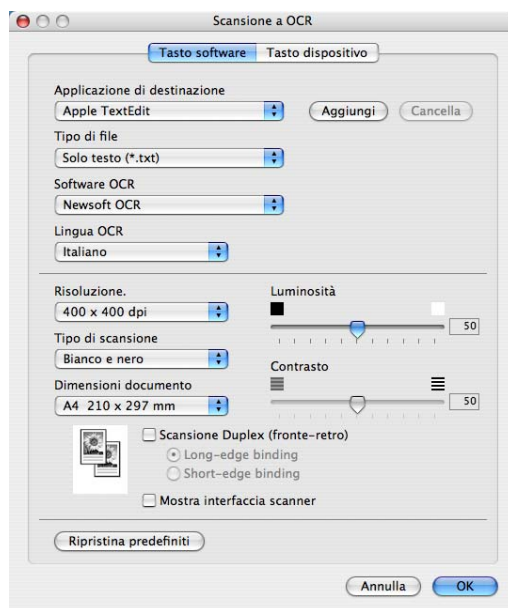 Scansione a OCR
Tasto software Tasto dispositivo
Applicazione di destinazione
Apple TextEdit Aggiungi Cancella
Tipo di file
Solo testo (*.txt)
Software OCR
Newsoft OCR
Lingua OCR
Italiano
Risoluzione. Luminosità
400 x 400 dpi 50
Tipo di scansione
Bianco e nero Contrasto
Dimensioni documento
A4 210 x 297 mm 50
Scansione Duplex (fronte-retro)
Long-edge binding
Short-edge binding
Mostra interfaccia scanner
Ripristina predefiniti
Annulla OK